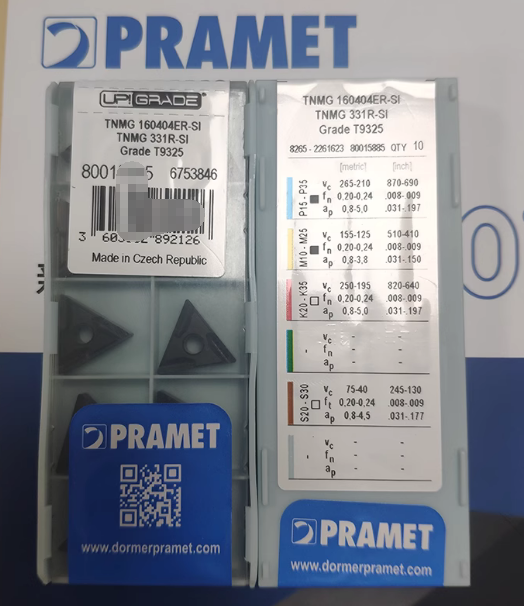 PRAMET
UP!GRADE
TNMG 160404ER-SI
TNMG 331R-SI
Grade T9325
6753846
892126
Made in Czech Republic
PRAMET
www.dormerpramet.com
TNMG 160404ER-SI
TNMG 331R-SI
Grade T9325
8265 - 2261623 80015885 QTY 10
[metric] [inch]
P15 - P35
vc 265-210 870-690
fn 0,20-0,24 .008-.009
ap 0,8-5,0 .031-.197
M10 - M25
vc 155-125 510-410
fn 0,20-0,24 .008-.009
ap 0,8-3,8 .031-.150
K20 - K35
vc 250-195 820-640
fn 0,20-0,24 .008-.009
ap 0,8-5,0 .031-.197
-
vc - -
fn - -
ap - -
S20 - S30
vc 75-40 245-130
ft 0,20-0,24 .008-.009
ap 0,8-4,5 .031-.177
-
vc - -
fn - -
ap - -
PRAMET
www.dormerpramet.com